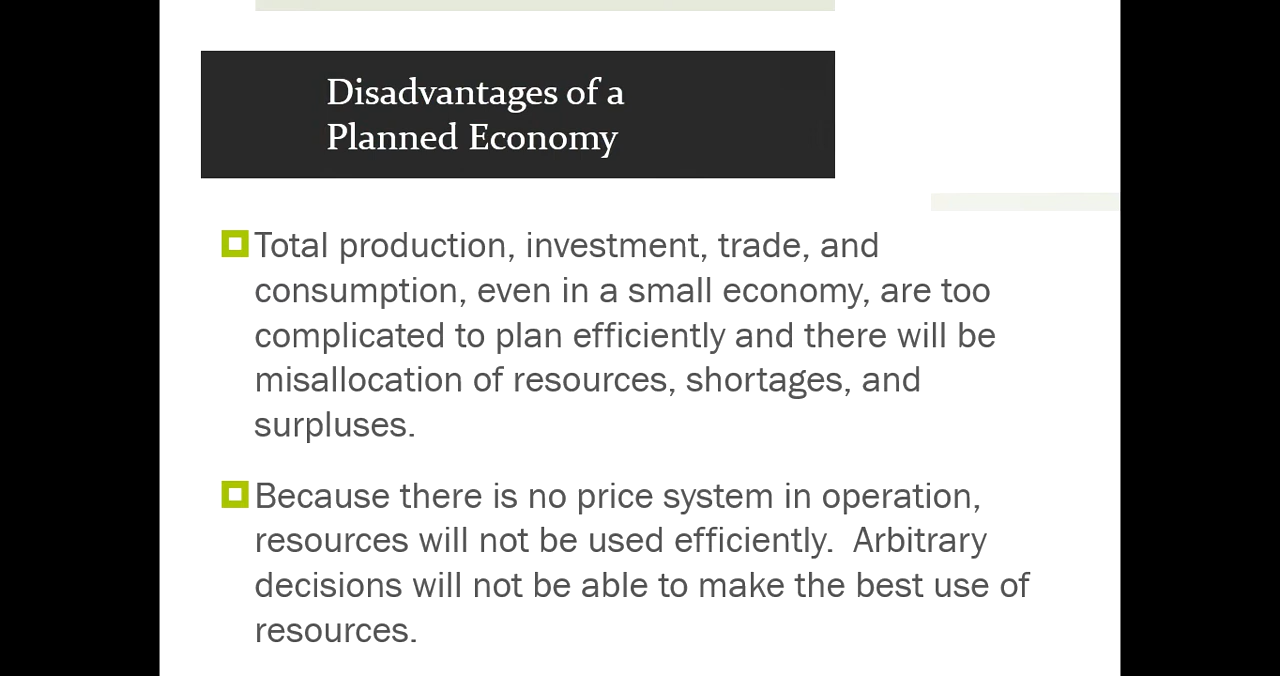 Disadvantages of a
Planned Economy
Total production, investment, trade, and
consumption, even in a small economy, are too
complicated to plan efficiently and there will be
misallocation of resources, shortages, and
surpluses.
Because there is no price system in operation,
resources will not be used efficiently.  Arbitrary
decisions will not be able to make the best use of
resources.